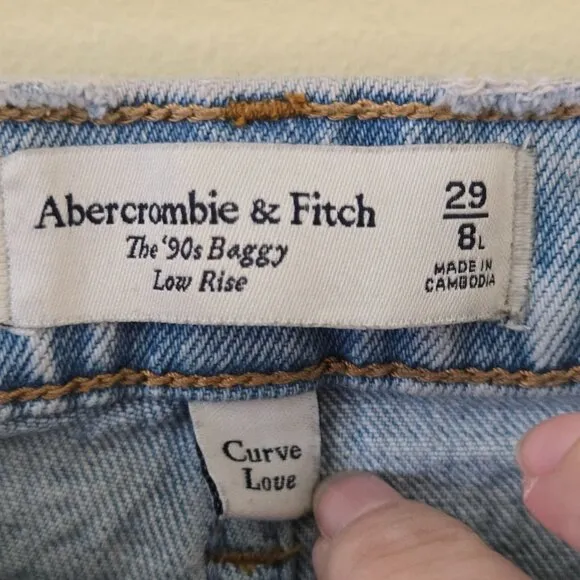 Abercrombie & Fitch
The '90s Baggy
Low Rise
29
8L
MADE IN
CAMBODIA
Curve
Love